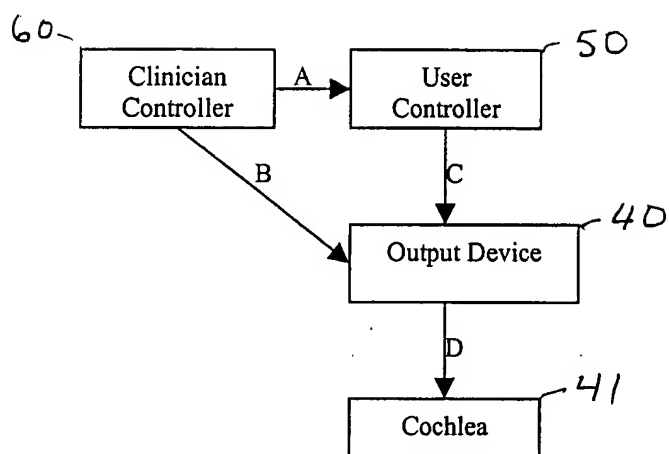 60
Clinician
Controller
A
User
Controller
50
B
C
Output Device
40
D
Cochlea
41